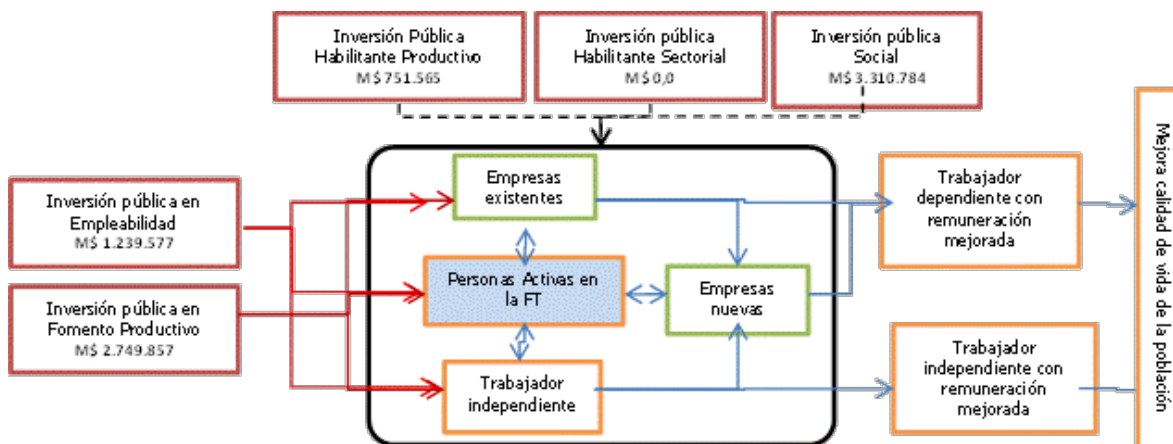 Inversión Pública
Habilitante Productivo
M$ 751.565
Inversión pública
Habilitante Sectorial
M$ 0,0
Inversión pública
Social
M$ 3.310.784
Inversión pública en
Empleabilidad
M$ 1.239.577
Inversión pública en
Fomento Productivo
M$ 2.749.857
Empresas
existentes
Personas Activas en
la FT
Empresas
nuevas
Trabajador
independiente
Trabajador
dependiente con
remuneración
mejorada
Trabajador
independiente con
remuneración
mejorada
Mejora calidad de vida de la población